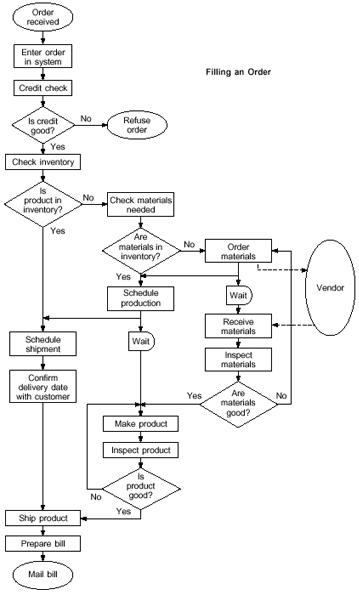 Order
received
Filling an Order
Enter order
in system
Credit check
Is credit
good?
No
Refuse
order
Yes
Check inventory
Is
product in
inventory?
No
Check materials
needed
Yes
Are
materials in
inventory?
No
Order
materials
Yes
Vendor
Schedule
production
Wait
Receive
materials
Schedule
shipment
Wait
Inspect
materials
Confirm
delivery date
with customer
Yes
Are
materials
good?
No
Make product
Inspect product
Is
product
good?
No
Yes
Ship product
Prepare bill
Mail bill